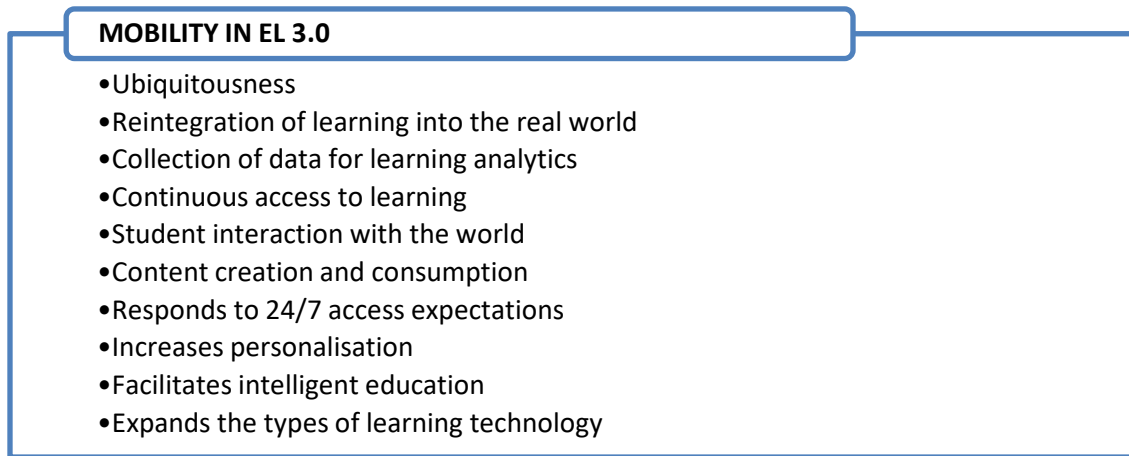 MOBILITY IN EL 3.0
•Ubiquitousness
•Reintegration of learning into the real world
•Collection of data for learning analytics
•Continuous access to learning
•Student interaction with the world
•Content creation and consumption
•Responds to 24/7 access expectations
•Increases personalisation
•Facilitates intelligent education
•Expands the types of learning technology